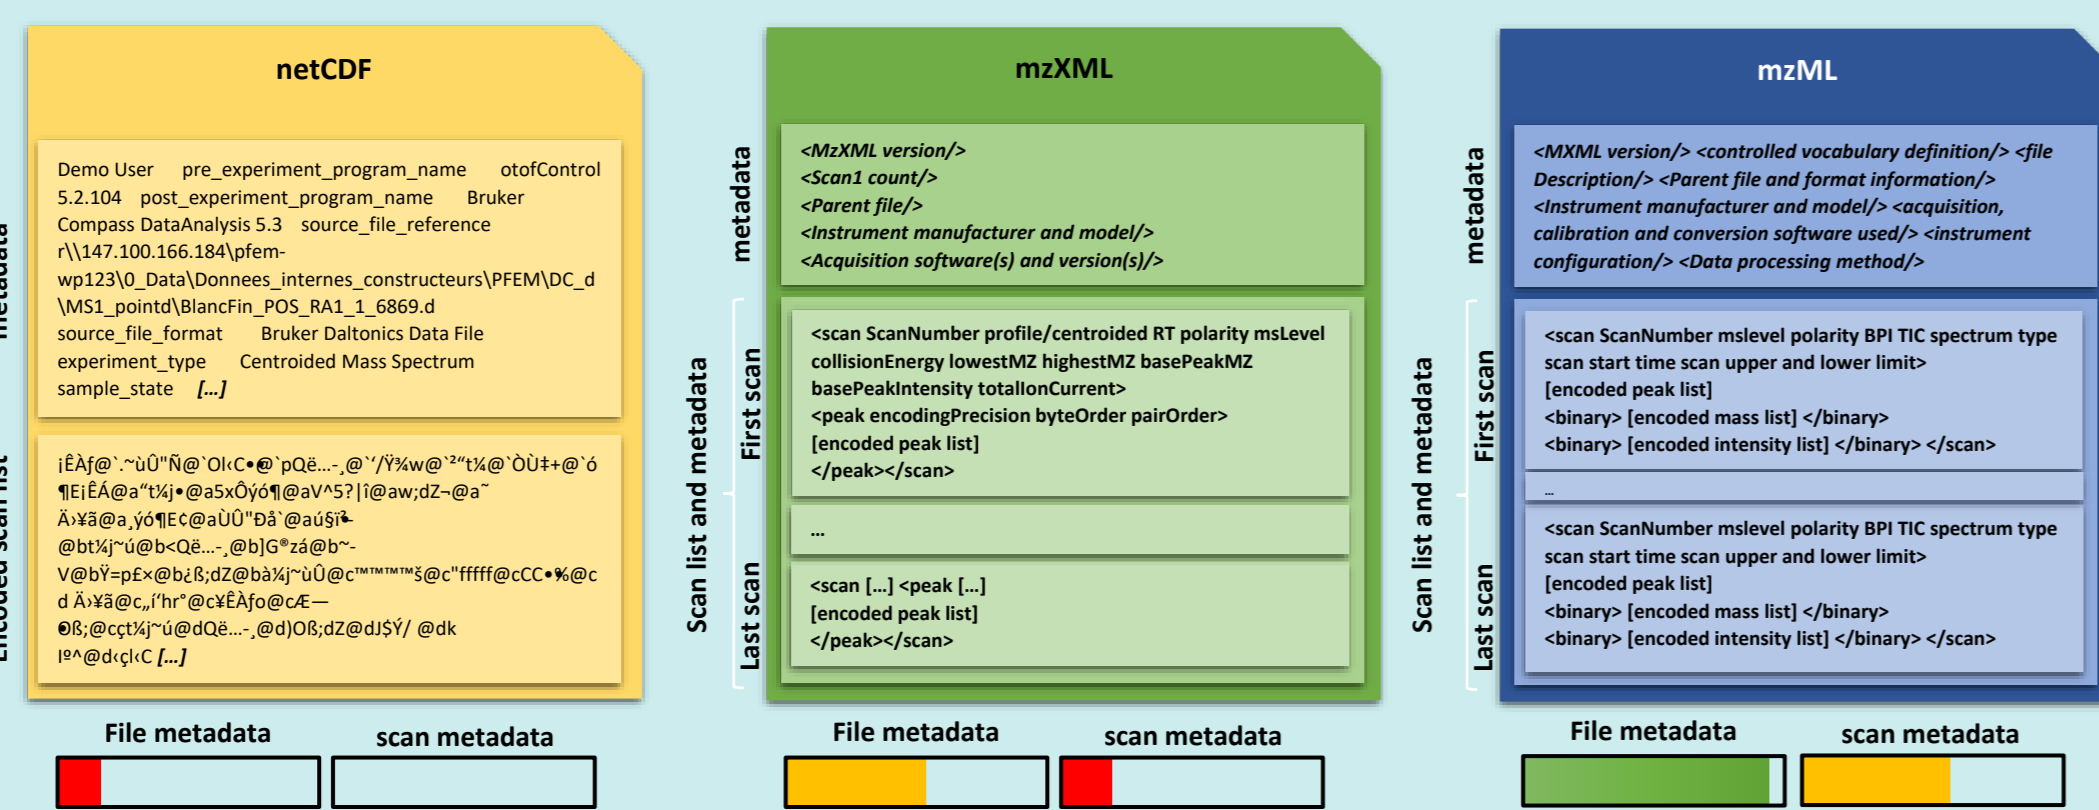 netCDF
metadata
Demo User pre_experiment_program_name otofControl
5.2.104 post_experiment_program_name Bruker
Compass DataAnalysis 5.3 source_file_reference
r\\147.100.166.184\pfem-
wp123\0_Data\Donnees_internes_constructeurs\PFEM\DC_d
\MS1_pointd\BlancFin_POS_RA1_1_6869.d
source_file_format Bruker Daltonics Data File
experiment_type Centroided Mass Spectrum
sample_state [...]
Encoded scan list
[...]
File metadata
scan metadata
mzXML
metadata
<MzXML version/>
<Scan1 count/>
<Parent file/>
<Instrument manufacturer and model/>
<Acquisition software(s) and version(s)/>
Scan list and metadata
First scan
<scan ScanNumber profile/centroided RT polarity msLevel
collisionEnergy lowestMZ highestMZ basePeakMZ
basePeakIntensity totalIonCurrent>
<peak encodingPrecision byteOrder pairOrder>
[encoded peak list]
</peak></scan>
...
Last scan
<scan [...] <peak [...]
[encoded peak list]
</peak></scan>
File metadata
scan metadata
mzML
metadata
<MXML version/> <controlled vocabulary definition/> <file
Description/> <Parent file and format information/>
<Instrument manufacturer and model/> <acquisition,
calibration and conversion software used/> <instrument
configuration/> <Data processing method/>
Scan list and metadata
First scan
<scan ScanNumber mslevel polarity BPI TIC spectrum type
scan start time scan upper and lower limit>
[encoded peak list]
<binary> [encoded mass list] </binary>
<binary> [encoded intensity list] </binary> </scan>
...
Last scan
<scan ScanNumber mslevel polarity BPI TIC spectrum type
scan start time scan upper and lower limit>
[encoded peak list]
<binary> [encoded mass list] </binary>
<binary> [encoded intensity list] </binary> </scan>
File metadata
scan metadata